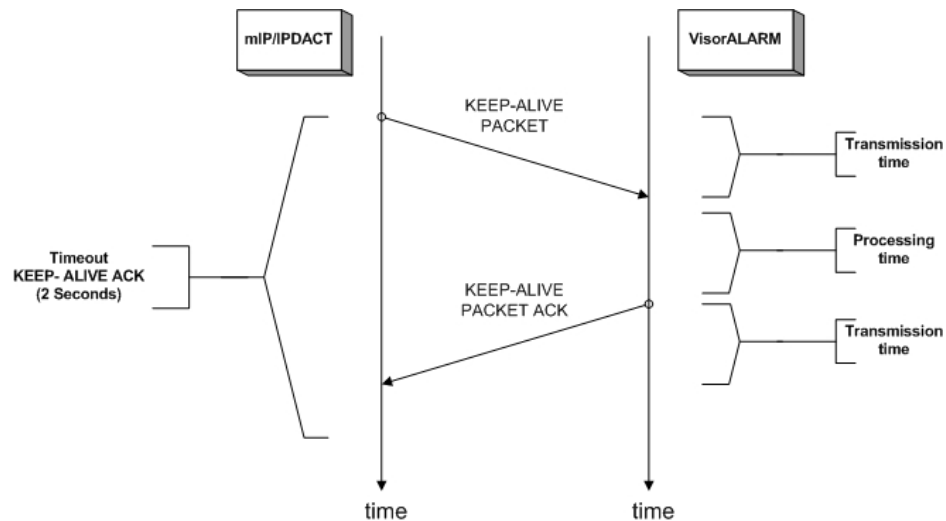 mIP/IPDACT
VisorALARM
KEEP-ALIVE
PACKET
Transmission
time
Timeout
KEEP- ALIVE ACK
(2 Seconds)
Processing
time
KEEP-ALIVE
PACKET ACK
Transmission
time
time
time